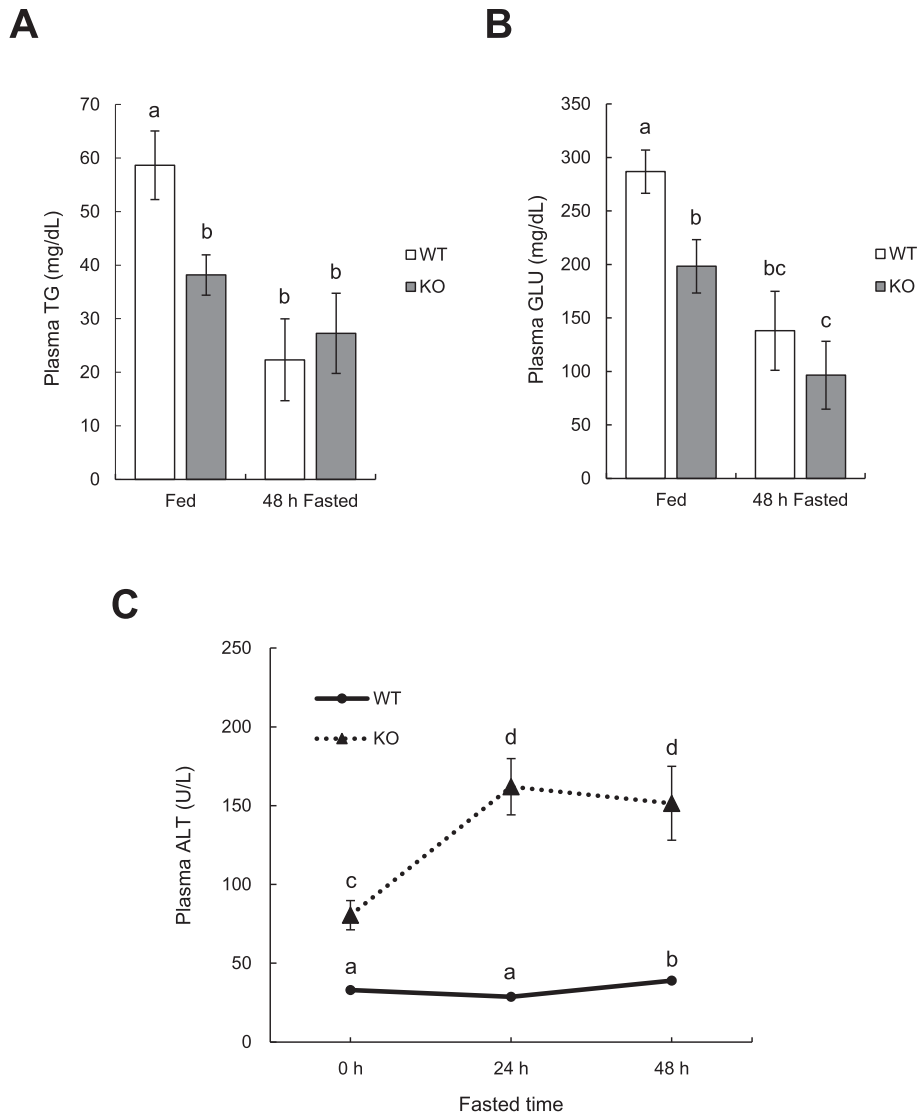 A
70
60
50
40
30
20
10
0
Plasma TG (mg/dL)
a
b
b
b
Fed
48 h Fasted
WT
KO
B
350
300
250
200
150
100
50
0
Plasma GLU (mg/dL)
a
b
bc
c
Fed
48 h Fasted
WT
KO
C
250
200
150
100
50
0
Plasma ALT (U/L)
WT
KO
c
d
d
a
a
b
0 h
24 h
48 h
Fasted time